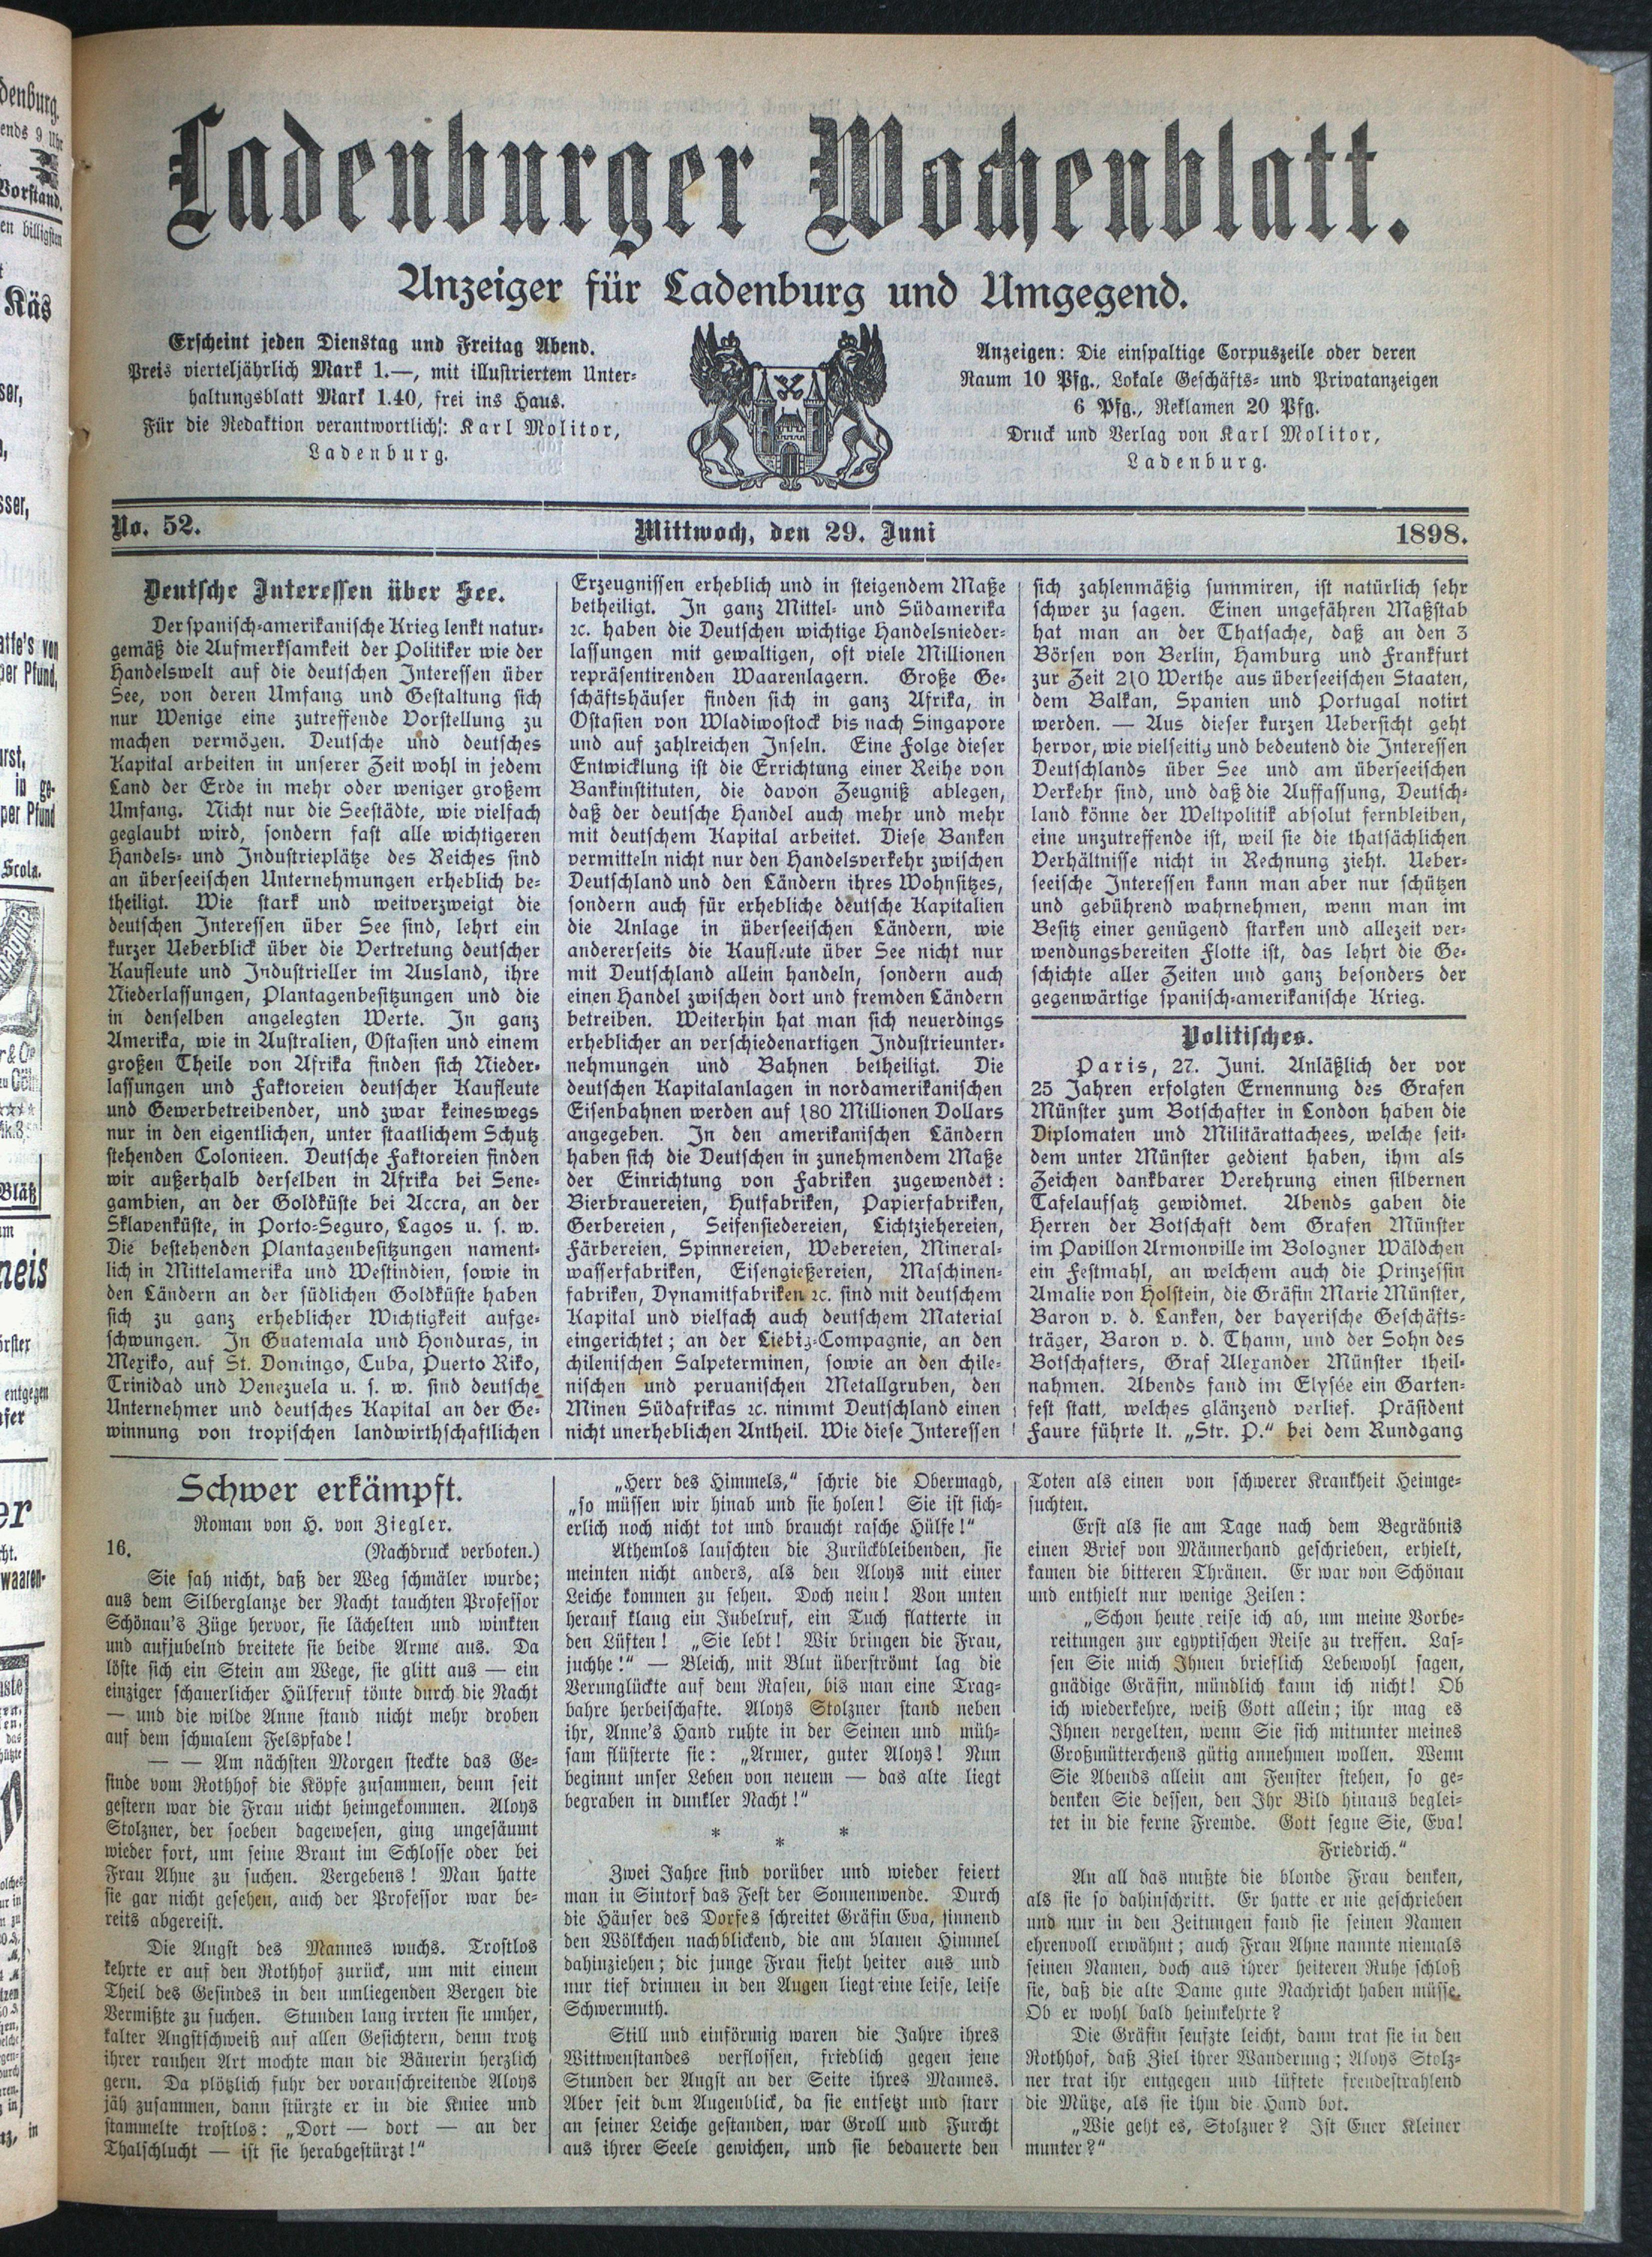 Ladenburger Wochenblatt.
Anzeiger für Ladenburg und Umgegend.
Erscheint jeden Dienstag und Freitag Abend.
Preis vierteljährlich Mark 1.—, mit illustriertem Unter-
haltungsblatt Mark 1.40, frei ins Haus.
Für die Redaktion verantwortlich: Karl Molitor,
Ladenburg.
Anzeigen: Die einspaltige Corpuszeile oder deren
Raum 10 Pfg., Lokale Geschäfts- und Privatanzeigen
6 Pfg., Reklamen 20 Pfg.
Druck und Verlag von Karl Molitor,
Ladenburg.
No. 52.
Mittwoch, den 29. Juni
1898.
Deutsche Interessen über See.
Der spanisch-amerikanische Krieg lenkt natur-
gemäß die Aufmerksamkeit der Politiker wie der
Handelswelt auf die deutschen Interessen über
See, von deren Umfang und Gestaltung sich
nur Wenige eine zutreffende Vorstellung zu
machen vermögen. Deutsche und deutsches
Kapital arbeiten in unserer Zeit wohl in jedem
Land der Erde in mehr oder weniger großem
Umfang. Nicht nur die Seestädte, wie vielfach
geglaubt wird, sondern fast alle wichtigeren
Handels- und Industrieplätze des Reiches sind
an überseeischen Unternehmungen erheblich be-
theiligt. Wie stark und weitverzweigt die
deutschen Interessen über See sind, lehrt ein
kurzer Ueberblick über die Vertretung deutscher
Kaufleute und Industrieller im Ausland, ihre
Niederlassungen, Plantagenbesitzungen und die
in denselben angelegten Werte. In ganz
Amerika, wie in Australien, Ostasien und einem
großen Theile von Afrika finden sich Nieder-
lassungen und Faktoreien deutscher Kaufleute
und Gewerbetreibender, und zwar keineswegs
nur in den eigentlichen, unter staatlichem Schutz
stehenden Colonieen. Deutsche Faktoreien finden
wir außerhalb derselben in Afrika bei Sene-
gambien, an der Goldküste bei Accra, an der
Sklavenküste, in Porto-Seguro, Lagos u. s. w.
Die bestehenden Plantagenbesitzungen nament-
lich in Mittelamerika und Westindien, sowie in
den Ländern an der südlichen Goldküste haben
sich zu ganz erheblicher Wichtigkeit aufge-
schwungen. In Guatemala und Honduras, in
Mexiko, auf St. Domingo, Cuba, Puerto Riko,
Trinidad und Venezuela u. s. w. sind deutsche
Unternehmer und deutsches Kapital an der Ge-
winnung von tropischen landwirthschaftlichen
Erzeugnissen erheblich und in steigendem Maße
betheiligt. In ganz Mittel- und Südamerika
ꝛc. haben die Deutschen wichtige Handelsnieder-
lassungen mit gewaltigen, oft viele Millionen
repräsentirenden Waarenlagern. Große Ge-
schäftshäuser finden sich in ganz Afrika, in
Ostasien von Wladiwostock bis nach Singapore
und auf zahlreichen Inseln. Eine Folge dieser
Entwicklung ist die Errichtung einer Reihe von
Bankinstituten, die davon Zeugniß ablegen,
daß der deutsche Handel auch mehr und mehr
mit deutschem Kapital arbeitet. Diese Banken
vermitteln nicht nur den Handelsverkehr zwischen
Deutschland und den Ländern ihres Wohnsitzes,
sondern auch für erhebliche deutsche Kapitalien
die Anlage in überseeischen Ländern, wie
andererseits die Kaufleute über See nicht nur
mit Deutschland allein handeln, sondern auch
einen Handel zwischen dort und fremden Ländern
betreiben. Weiterhin hat man sich neuerdings
erheblicher an verschiedenartigen Industrieunter-
nehmungen und Bahnen betheiligt. Die
deutschen Kapitalanlagen in nordamerikanischen
Eisenbahnen werden auf 180 Millionen Dollars
angegeben. In den amerikanischen Ländern
haben sich die Deutschen in zunehmendem Maße
der Einrichtung von Fabriken zugewendet:
Bierbrauereien, Hutfabriken, Papierfabriken,
Gerbereien, Seifensiedereien, Lichtziehereien,
Färbereien, Spinnereien, Webereien, Mineral-
wasserfabriken, Eisengießereien, Maschinen-
fabriken, Dynamitfabriken ꝛc. sind mit deutschem
Kapital und vielfach auch deutschem Material
eingerichtet; an der Liebig-Compagnie, an den
chilenischen Salpeterminen, sowie an den chile-
nischen und peruanischen Metallgruben, den
Minen Südafrikas ꝛc. nimmt Deutschland einen
nicht unerheblichen Antheil. Wie diese Interessen
sich zahlenmäßig summiren, ist natürlich sehr
schwer zu sagen. Einen ungefähren Maßstab
hat man an der Thatsache, daß an den 3
Börsen von Berlin, Hamburg und Frankfurt
zur Zeit 210 Werthe aus überseeischen Staaten,
dem Balkan, Spanien und Portugal notirt
werden. — Aus dieser kurzen Uebersicht geht
hervor, wie vielseitig und bedeutend die Interessen
Deutschlands über See und am überseeischen
Verkehr sind, und daß die Auffassung, Deutsch-
land könne der Weltpolitik absolut fernbleiben,
eine unzutreffende ist, weil sie die thatsächlichen
Verhältnisse nicht in Rechnung zieht. Ueber-
seeische Interessen kann man aber nur schützen
und gebührend wahrnehmen, wenn man im
Besitz einer genügend starken und allezeit ver-
wendungsbereiten Flotte ist, das lehrt die Ge-
schichte aller Zeiten und ganz besonders der
gegenwärtige spanisch-amerikanische Krieg.
Politisches.
Paris, 27. Juni. Anläßlich der vor
25 Jahren erfolgten Ernennung des Grafen
Münster zum Botschafter in London haben die
Diplomaten und Militärattachees, welche seit-
dem unter Münster gedient haben, ihm als
Zeichen dankbarer Verehrung einen silbernen
Tafelaufsatz gewidmet. Abends gaben die
Herren der Botschaft dem Grafen Münster
im Pavillon Armonville im Bologner Wäldchen
ein Festmahl, an welchem auch die Prinzessin
Amalie von Holstein, die Gräfin Marie Münster,
Baron v. d. Lanken, der bayerische Geschäfts-
träger, Baron v. d. Thann, und der Sohn des
Botschafters, Graf Alexander Münster theil-
nahmen. Abends fand im Elysée ein Garten-
fest statt, welches glänzend verlief. Präsident
Faure führte lt. „Str. P.“ bei dem Rundgang
Schwer erkämpft.
Roman von H. von Ziegler.
16. (Nachdruck verboten.)
Sie sah nicht, daß der Weg schmäler wurde;
aus dem Silberglanze der Nacht tauchten Professor
Schönau's Züge hervor, sie lächelten und winkten
und aufjubelnd breitete sie beide Arme aus. Da
löste sich ein Stein am Wege, sie glitt aus — ein
einziger schauerlicher Hülferuf tönte durch die Nacht
— und die wilde Anne stand nicht mehr droben
auf dem schmalem Felspfade!
— — Am nächsten Morgen steckte das Ge-
sinde vom Rothhof die Köpfe zusammen, denn seit
gestern war die Frau nicht heimgekommen. Aloys
Stolzner, der soeben dagewesen, ging ungesäumt
wieder fort, um seine Braut im Schlosse oder bei
Frau Ahne zu suchen. Vergebens! Man hatte
sie gar nicht gesehen, auch der Professor war be-
reits abgereist.
Die Angst des Mannes wuchs. Trostlos
kehrte er auf den Rothhof zurück, um mit einem
Theil des Gesindes in den umliegenden Bergen die
Vermißte zu suchen. Stunden lang irrten sie umher,
kalter Angstschweiß auf allen Gesichtern, denn trotz
ihrer rauhen Art mochte man die Bäuerin herzlich
gern. Da plötzlich fuhr der voranschreitende Aloys
jäh zusammen, dann stürzte er in die Kniee und
stammelte trostlos: „Dort — dort — an der
Thalschlucht — ist sie herabgestürzt!“
„Herr des Himmels,“ schrie die Obermagd,
„so müssen wir hinab und sie holen! Sie ist sich-
erlich noch nicht tot und braucht rasche Hülfe!“
Athemlos lauschten die Zurückbleibenden, sie
meinten nicht anders, als den Aloys mit einer
Leiche kommen zu sehen. Doch nein! Von unten
herauf klang ein Jubelruf, ein Tuch flatterte in
den Lüften! „Sie lebt! Wir bringen die Frau,
juchhe!“ — Bleich, mit Blut überströmt lag die
Verunglückte auf dem Rasen, bis man eine Trag-
bahre herbeischafte. Aloys Stolzner stand neben
ihr, Anne's Hand ruhte in der Seinen und müh-
sam flüsterte sie: „Armer, guter Aloys! Nun
beginnt unser Leben von neuem — das alte liegt
begraben in dunkler Nacht!“
* * *
Zwei Jahre sind vorüber und wieder feiert
man in Sintorf das Fest der Sonnenwende. Durch
die Häuser des Dorfes schreitet Gräfin Eva, sinnend
den Wölkchen nachblickend, die am blauen Himmel
dahinziehen; die junge Frau sieht heiter aus und
nur tief drinnen in den Augen liegt eine leise, leise
Schwermuth.
Still und einförmig waren die Jahre ihres
Wittwenstandes verflossen, friedlich gegen jene
Stunden der Angst an der Seite ihres Mannes.
Aber seit dem Augenblick, da sie entsetzt und starr
an seiner Leiche gestanden, war Groll und Furcht
aus ihrer Seele gewichen, und sie bedauerte den
Toten als einen von schwerer Krankheit Heimge-
suchten.
Erst als sie am Tage nach dem Begräbnis
einen Brief von Männerhand geschrieben, erhielt,
kamen die bitteren Thränen. Er war von Schönau
und enthielt nur wenige Zeilen:
„Schon heute reise ich ab, um meine Vorbe-
reitungen zur egyptischen Reise zu treffen. Las-
sen Sie mich Ihnen brieflich Lebewohl sagen,
gnädige Gräfin, mündlich kann ich nicht! Ob
ich wiederkehre, weiß Gott allein; ihr mag es
Ihnen vergelten, wenn Sie sich mitunter meines
Großmütterchens gütig annehmen wollen. Wenn
Sie Abends allein am Fenster stehen, so ge-
denken Sie dessen, den Ihr Bild hinaus beglei-
tet in die ferne Fremde. Gott segne Sie, Eva!
Friedrich.“
An all das mußte die blonde Frau denken,
als sie so dahinschritt. Er hatte er nie geschrieben
und nur in den Zeitungen fand sie seinen Namen
ehrenvoll erwähnt; auch Frau Ahne nannte niemals
seinen Namen, doch aus ihrer heiteren Ruhe schloß
sie, daß die alte Dame gute Nachricht haben müsse.
Ob er wohl bald heimkehrte?
Die Gräfin seufzte leicht, dann trat sie in den
Rothhof, daß Ziel ihrer Wanderung; Aloys Stolz-
ner trat ihr entgegen und lüftete freudestrahlend
die Mütze, als sie ihm die Hand bot.
„Wie geht es, Stolzner? Ist Euer Kleiner
munter?“